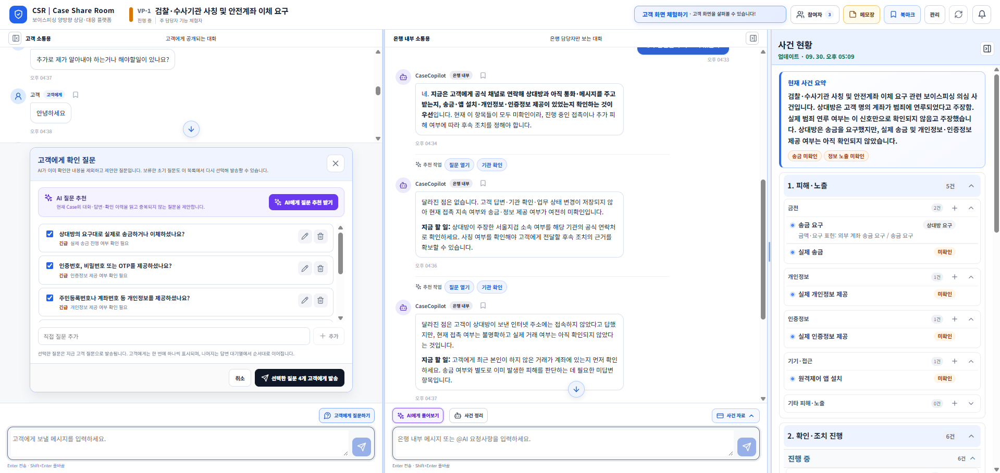 CSR | Case Share Room
보이스피싱 양방향 상담·대응 플랫폼
VP-1 검찰·수사기관 사칭 및 안전계좌 이체 요구
진행 중 | 주 담당자 기능 체험자
고객 화면 체험하기 · 고객 화면을 살펴볼 수 있습니다!
참여자 3
메모장
북마크
관리
고객 소통용
고객에게 공개되는 대화
추가로 제가 알아내야 하는거나 해야할일이 있나요?
오후 04:37
고객 고객에게
안녕하세요
오후 04:38
고객에게 확인 질문
AI가 이미 확인한 내용을 제외하고 제안한 질문입니다. 보류한 초기 질문도 이 목록에서 다시 선택해 발송할 수 있습니다.
AI 질문 추천
현재 Case의 대화·답변·확인 이력을 읽고 중복되지 않는 질문을 제안합니다.
AI에게 질문 추천 받기
상대방의 요구대로 실제로 송금하거나 이체하셨나요?
긴급 실제 송금 진행 여부 확인 필요
인증번호, 비밀번호 또는 OTP를 제공하셨나요?
긴급 인증정보 제공 여부 확인 필요
주민등록번호나 계좌번호 등 개인정보를 제공하셨나요?
긴급 개인정보 제공 여부 확인 필요
직접 질문 추가
추가
선택한 질문은 지금 고객 질문으로 발송됩니다. 고객에게는 한 번에 하나씩 표시되며, 나머지는 답변 대기열에서 순서대로 이어집니다.
취소
선택한 질문 4개 고객에게 발송
고객에게 질문하기
고객에게 보낼 메시지를 입력하세요.
Enter 전송 · Shift+Enter 줄바꿈
은행 내부 소통용
은행 담당자만 보는 대화
오후 04:33
CaseCopilot 은행 내부
네. 지금은 고객에게 공식 채널로 연락해 상대방과 아직 통화·메시지를 주고
받는지, 송금·앱 설치·개인정보·인증정보 제공이 있었는지 확인하는 것이
우선입니다. 현재 이 항목들이 모두 미확인이라, 진행 중인 접촉이나 추가 피
해 여부에 따라 후속 조치를 정해야 합니다.
오후 04:34
추천 작업 질문 열기 기관 확인
CaseCopilot 은행 내부
달라진 점은 없습니다. 고객 답변·기관 확인·업무 상태 변경이 저장되지 않
아 현재 접촉 지속 여부와 송금·정보 제공 여부가 여전히 미확인입니다.
지금 할 일: 상대방이 주장한 서울지검 소속 여부를 해당 기관의 공식 연락처
로 확인하세요. 사칭 여부를 확인해야 고객에게 전달할 후속 조치의 근거를
확보할 수 있습니다.
오후 04:36
추천 작업 질문 열기 기관 확인
CaseCopilot 은행 내부
달라진 점은 고객이 상대방이 보낸 인터넷 주소에는 접속하지 않았다고 답했
지만, 현재 접촉 여부는 불명확하고 실제 거래 여부는 아직 확인되지 않았다
는 것입니다.
지금 할 일: 고객에게 최근 본인이 하지 않은 거래가 계좌에 있는지 먼저 확인
하세요. 송금 여부와 별도로 이미 발생한 피해를 판단하는 데 필요한 미답변
항목입니다.
오후 04:37
AI에게 물어보기
사건 정리
사건 자료
은행 내부 메시지 또는 @AI 요청사항을 입력하세요.
Enter 전송 · Shift+Enter 줄바꿈
사건 현황
업데이트 · 09. 30. 오후 05:09
현재 사건 요약
검찰·수사기관 사칭 및 안전계좌 이체 요구 관련 보이스피싱 의심 사
건입니다. 상대방은 고객 명의 계좌가 범죄에 연루되었다고 주장함.
실제 범죄 연루 여부는 이 신호만으로 확인되지 않음고 주장했습니
다. 상대방은 송금을 요구했지만, 실제 송금 및 개인정보·인증정보
제공 여부는 아직 확인되지 않았습니다.
송금 미확인 정보 노출 미확인
1. 피해·노출 5건
금전 2건
송금 요구 상대방 요구
금액·요구 표현: 외부 계좌 송금 요구 / 송금 요구
실제 송금 미확인
개인정보 1건
실제 개인정보 제공 미확인
인증정보 1건
실제 인증정보 제공 미확인
기기·접근 1건
원격제어 앱 설치 미확인
기타 피해·노출 0건
2. 확인·조치 진행 6건
진행 중 6건